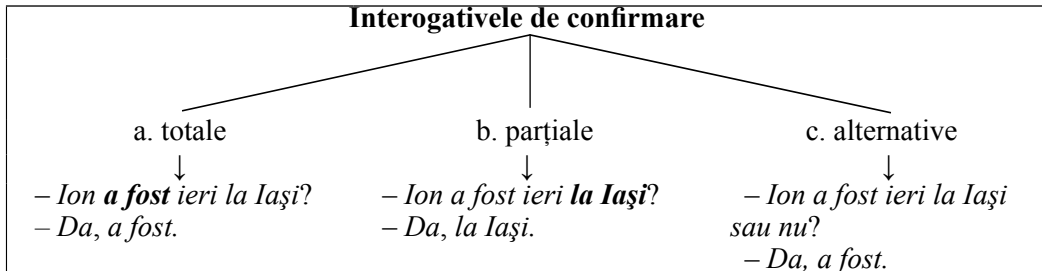 Interogativele de confirmare
a. totale
↓
– Ion a fost ieri la Iaşi?
– Da, a fost.
b. parțiale
↓
– Ion a fost ieri la Iaşi?
– Da, la Iaşi.
c. alternative
↓
– Ion a fost ieri la Iaşi
sau nu?
– Da, a fost.